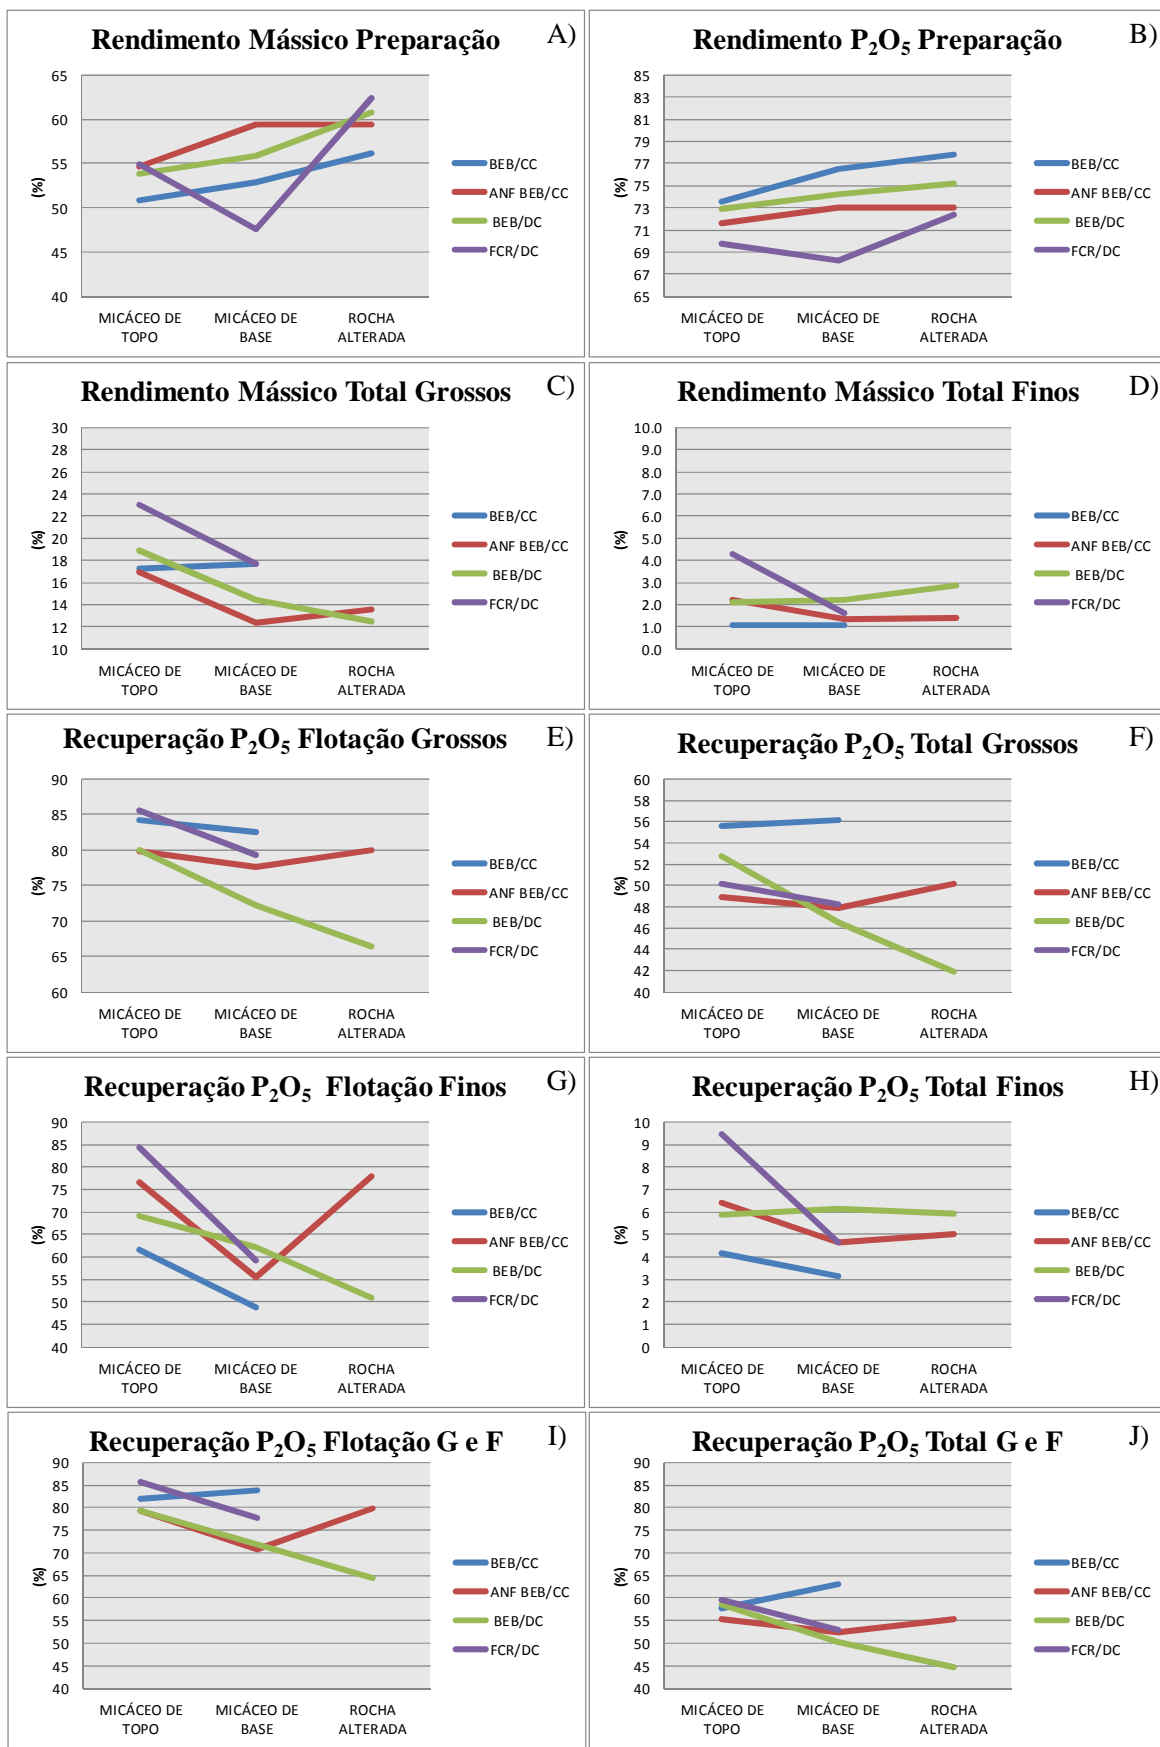 Rendimento Mássico Preparação A)
65
60
55
50
45
40
(%)
MICÁCEO DE TOPO
MICÁCEO DE BASE
ROCHA ALTERADA
BEB/CC
ANF BEB/CC
BEB/DC
FCR/DC
Rendimento P₂O₅ Preparação B)
85
83
81
79
77
75
73
71
69
67
65
(%)
MICÁCEO DE TOPO
MICÁCEO DE BASE
ROCHA ALTERADA
BEB/CC
ANF BEB/CC
BEB/DC
FCR/DC
Rendimento Mássico Total Grossos C)
30
28
26
24
22
20
18
16
14
12
10
(%)
MICÁCEO DE TOPO
MICÁCEO DE BASE
ROCHA ALTERADA
BEB/CC
ANF BEB/CC
BEB/DC
FCR/DC
Rendimento Mássico Total Finos D)
10.0
9.0
8.0
7.0
6.0
5.0
4.0
3.0
2.0
1.0
0.0
(%)
MICÁCEO DE TOPO
MICÁCEO DE BASE
ROCHA ALTERADA
BEB/CC
ANF BEB/CC
BEB/DC
FCR/DC
Recuperação P₂O₅ Flotação Grossos E)
90
85
80
75
70
65
60
(%)
MICÁCEO DE TOPO
MICÁCEO DE BASE
ROCHA ALTERADA
BEB/CC
ANF BEB/CC
BEB/DC
FCR/DC
Recuperação P₂O₅ Total Grossos F)
60
58
56
54
52
50
48
46
44
42
40
(%)
MICÁCEO DE TOPO
MICÁCEO DE BASE
ROCHA ALTERADA
BEB/CC
ANF BEB/CC
BEB/DC
FCR/DC
Recuperação P₂O₅ Flotação Finos G)
90
85
80
75
70
65
60
55
50
45
40
(%)
MICÁCEO DE TOPO
MICÁCEO DE BASE
ROCHA ALTERADA
BEB/CC
ANF BEB/CC
BEB/DC
FCR/DC
Recuperação P₂O₅ Total Finos H)
10
9
8
7
6
5
4
3
2
1
0
(%)
MICÁCEO DE TOPO
MICÁCEO DE BASE
ROCHA ALTERADA
BEB/CC
ANF BEB/CC
BEB/DC
FCR/DC
Recuperação P₂O₅ Flotação G e F I)
90
85
80
75
70
65
60
55
50
45
40
(%)
MICÁCEO DE TOPO
MICÁCEO DE BASE
ROCHA ALTERADA
BEB/CC
ANF BEB/CC
BEB/DC
FCR/DC
Recuperação P₂O₅ Total G e F J)
90
85
80
75
70
65
60
55
50
45
40
(%)
MICÁCEO DE TOPO
MICÁCEO DE BASE
ROCHA ALTERADA
BEB/CC
ANF BEB/CC
BEB/DC
FCR/DC